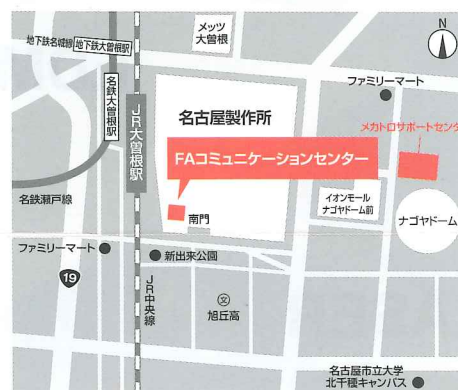 メッツ
大曽根
N
地下鉄名城線
地下鉄大曽根駅
ファミリーマート
名鉄大曽根駅
JR大曽根駅
名古屋製作所
メカトロサポートセンタ
FAコミュニケーションセンター
イオンモール
ナゴヤドーム前
名鉄瀬戸線
南門
ナゴヤドーム
ファミリーマート
新出来公園
19
JR中央線
文
旭丘高
名古屋市立大学
北千種キャンパス